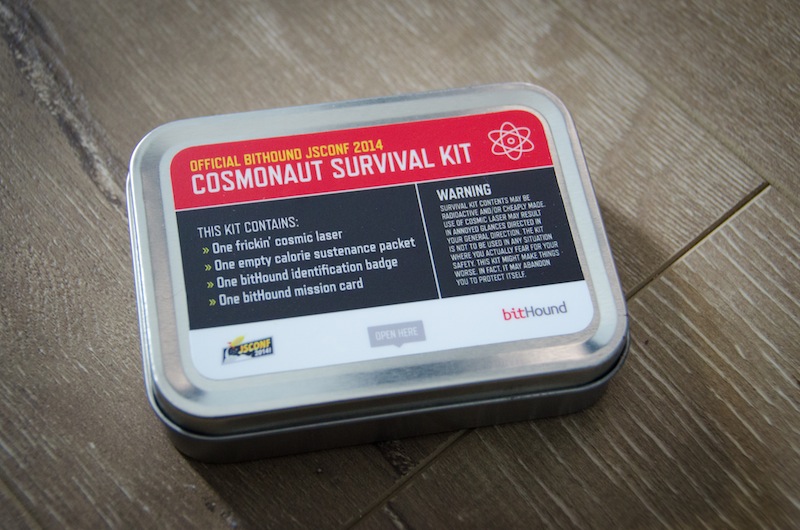 OFFICIAL BITHOUND JSCONF 2014
COSMONAUT SURVIVAL KIT
THIS KIT CONTAINS:
» One frickin' cosmic laser
» One empty calorie sustenance packet
» One bitHound identification badge
» One bitHound mission card
WARNING
SURVIVAL KIT CONTENTS MAY BE
RADIOACTIVE AND/OR CHEAPLY MADE.
USE OF COSMIC LASER MAY RESULT
IN ANNOYED GLANCES DIRECTED IN
YOUR GENERAL DIRECTION. THE KIT
IS NOT TO BE USED IN ANY SITUATION
WHERE YOU ACTUALLY FEAR FOR YOUR
SAFETY. THIS KIT MIGHT MAKE THINGS
WORSE. IN FACT, IT MAY ABANDON
YOU TO PROTECT ITSELF.
JSCONF
2014!
OPEN HERE
bitHound